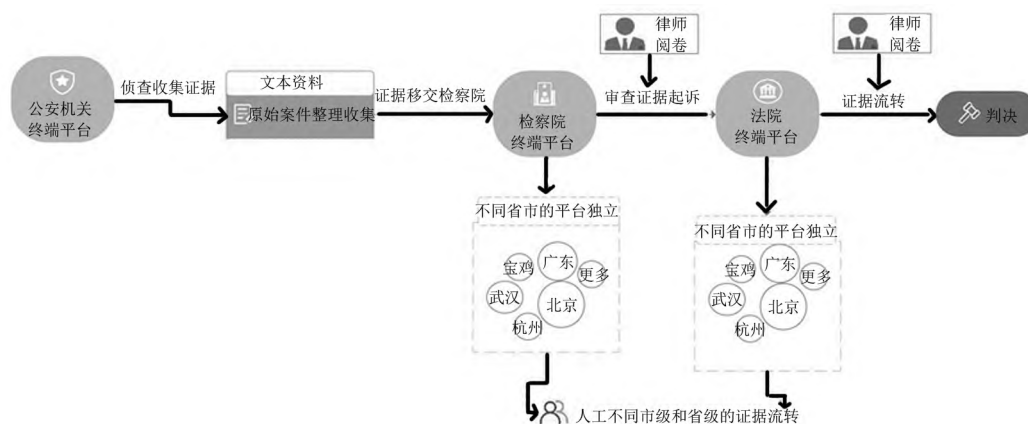 律师
阅卷
律师
阅卷
公安机关
终端平台
侦查收集证据
文本资料
原始案件整理收集
证据移交检察院
检察院
终端平台
审查证据起诉
法院
终端平台
证据流转
判决
不同省市的平台独立
宝鸡
广东
更多
武汉
北京
杭州
不同省市的平台独立
宝鸡
广东
更多
武汉
北京
杭州
人工不同市级和省级的证据流转